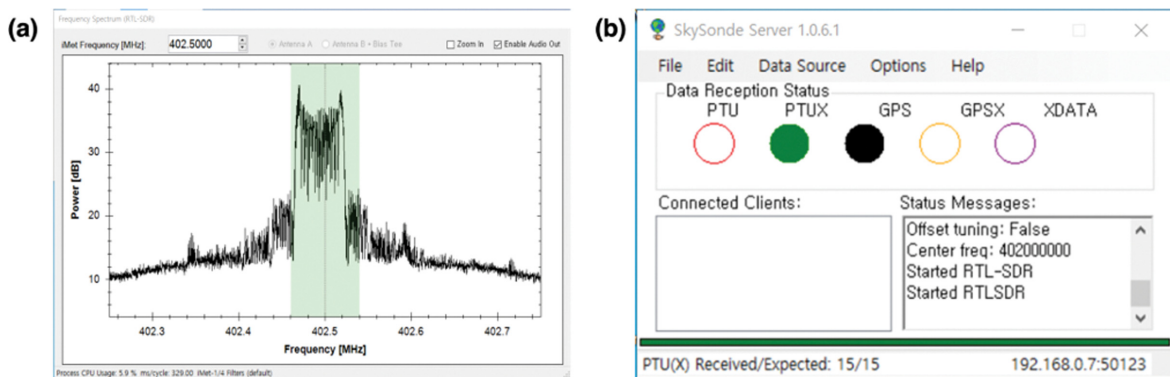 (a)
Frequency Spectrum (RTL-SDR)
iMet Frequency [MHz]: 402.5000 Antenna A Antenna B + Bias Tee Zoom In Enable Audio Out
40
30
20
10
Power [dB]
402.3 402.4 402.5 402.6 402.7
Frequency [MHz]
Process CPU Usage: 5.9 % ms/cycle: 329.00 iMet-1/4 Filters (default)
(b)
SkySonde Server 1.0.6.1
File Edit Data Source Options Help
Data Reception Status
PTU PTUX GPS GPSX XDATA
Connected Clients:
Status Messages:
Offset tuning: False
Center freq: 402000000
Started RTL-SDR
Started RTLSDR
PTU(X) Received/Expected: 15/15 192.168.0.7:50123